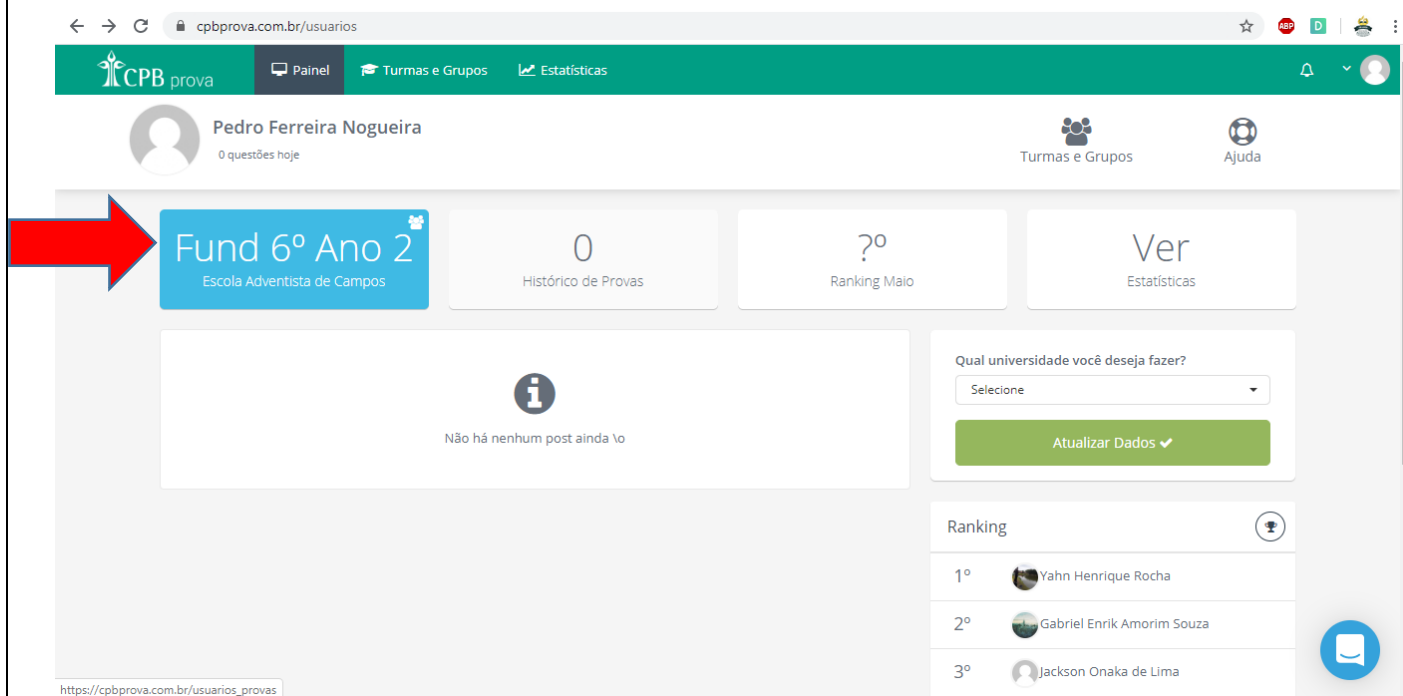 cpbprova.com.br/usuarios
ABP
D
CPB prova
Painel
Turmas e Grupos
Estatísticas
Pedro Ferreira Nogueira
0 questões hoje
Turmas e Grupos
Ajuda
Fund 6º Ano 2
Escola Adventista de Campos
0
Histórico de Provas
?º
Ranking Maio
Ver
Estatísticas
Não há nenhum post ainda \o
Qual universidade você deseja fazer?
Selecione
Atualizar Dados
Ranking
1º Yahn Henrique Rocha
2º Gabriel Enrik Amorim Souza
3º Jackson Onaka de Lima
https://cpbprova.com.br/usuarios_provas